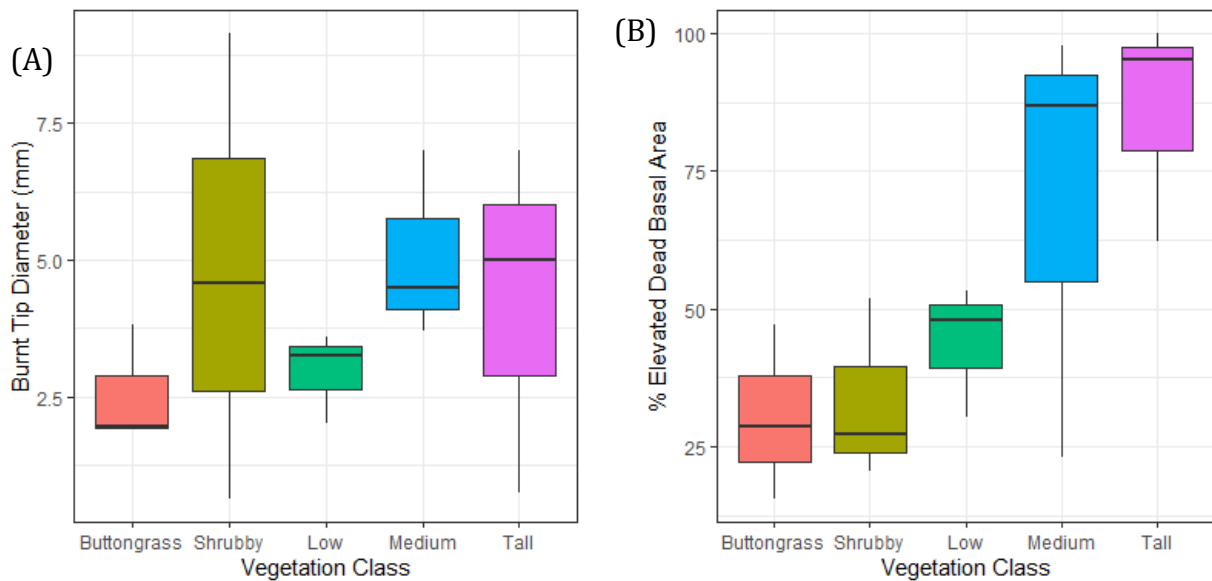 (A)
Burnt Tip Diameter (mm)
7.5
5.0
2.5
Buttongrass Shrubby Low Medium Tall
Vegetation Class
(B)
% Elevated Dead Basal Area
100
75
50
25
Buttongrass Shrubby Low Medium Tall
Vegetation Class